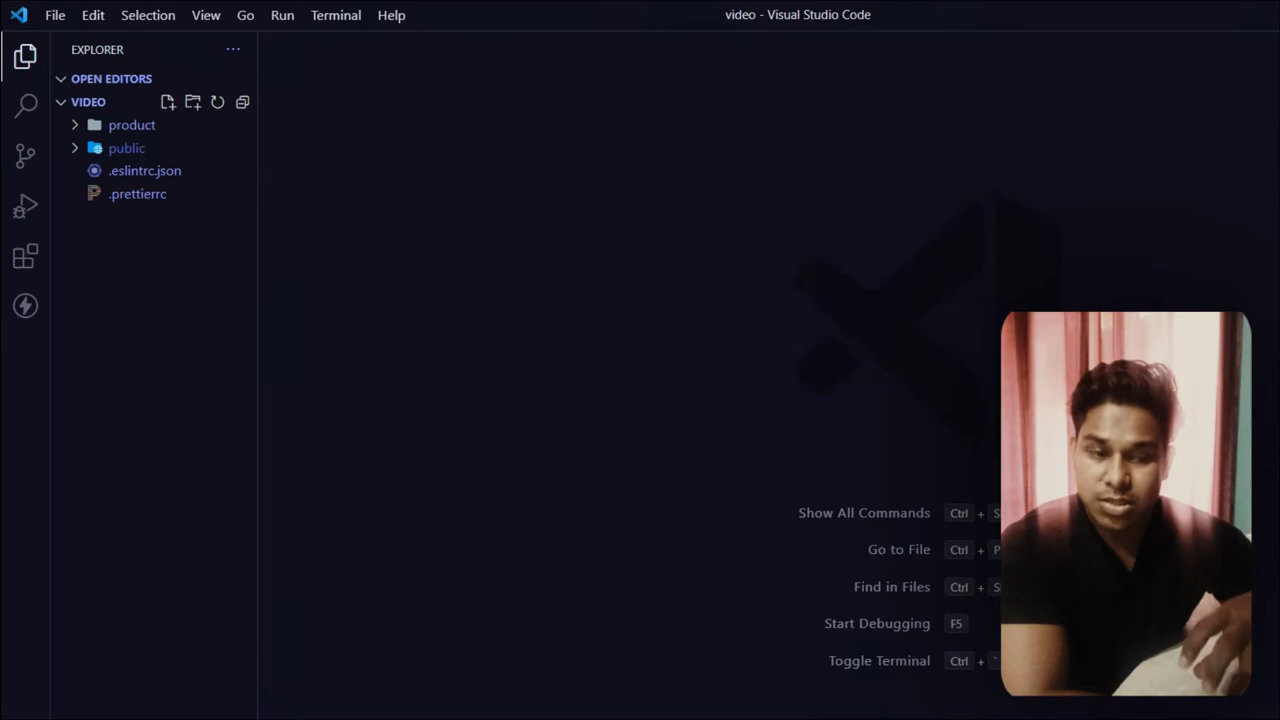 File Edit Selection View Go Run Terminal Help
video - Visual Studio Code
EXPLORER
OPEN EDITORS
VIDEO
product
public
.eslintrc.json
.prettierrc
Show All Commands Ctrl +
Go to File Ctrl + P
Find in Files Ctrl +
Start Debugging F5
Toggle Terminal Ctrl + `